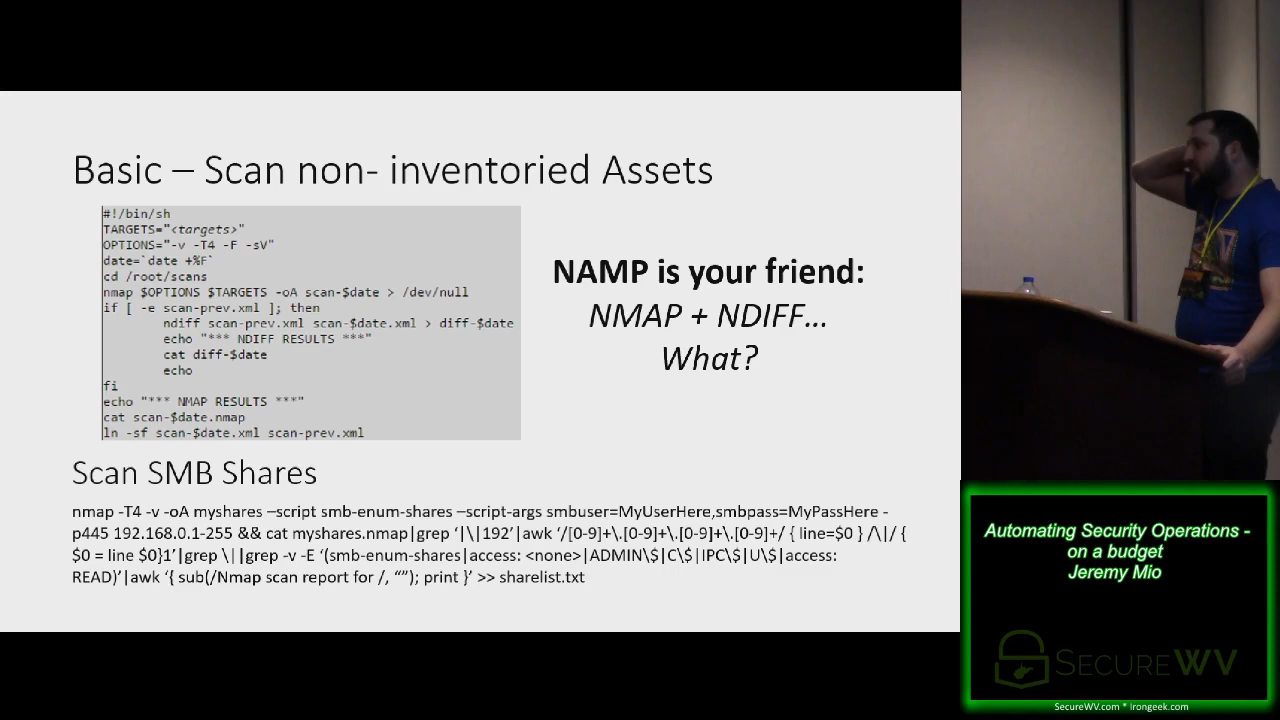 Basic – Scan non- inventoried Assets
#!/bin/sh
TARGETS="<targets>"
OPTIONS="-v -T4 -F -sV"
date=`date +%F`
cd /root/scans
nmap $OPTIONS $TARGETS -oA scan-$date > /dev/null
if [ -e scan-prev.xml ]; then
ndiff scan-prev.xml scan-$date.xml > diff-$date
echo "*** NDIFF RESULTS ***"
cat diff-$date
echo
fi
echo "*** NMAP RESULTS ***"
cat scan-$date.nmap
ln -sf scan-$date.xml scan-prev.xml
NAMP is your friend:
NMAP + NDIFF...
What?
Scan SMB Shares
nmap -T4 -v -oA myshares –script smb-enum-shares –script-args smbuser=MyUserHere,smbpass=MyPassHere -
p445 192.168.0.1-255 && cat myshares.nmap|grep ‘|\|192’|awk ‘/[0-9]+\.[0-9]+\.[0-9]+\.[0-9]+/ { line=$0 } /\|/ {
$0 = line $0}1’|grep \||grep -v -E ‘(smb-enum-shares|access: <none>|ADMIN\$|C\$|IPC\$|U\$|access:
READ)’|awk ‘{ sub(/Nmap scan report for /, “”); print }’ >> sharelist.txt
Automating Security Operations -
on a budget
Jeremy Mio
SECUREWV
SecureWV.com * Irongeek.com